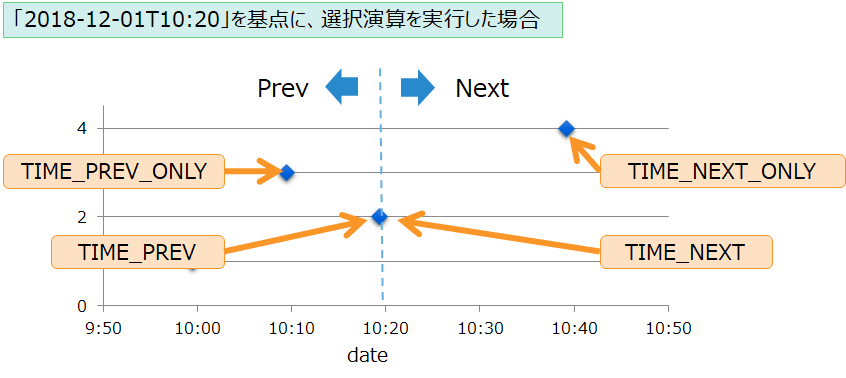 「2018-12-01T10:20」を基点に、選択演算を実行した場合
Prev Next
4
TIME_PREV_ONLY TIME_NEXT_ONLY
2
TIME_PREV TIME_NEXT
0
9:50 10:00 10:10 10:20 10:30 10:40 10:50
date